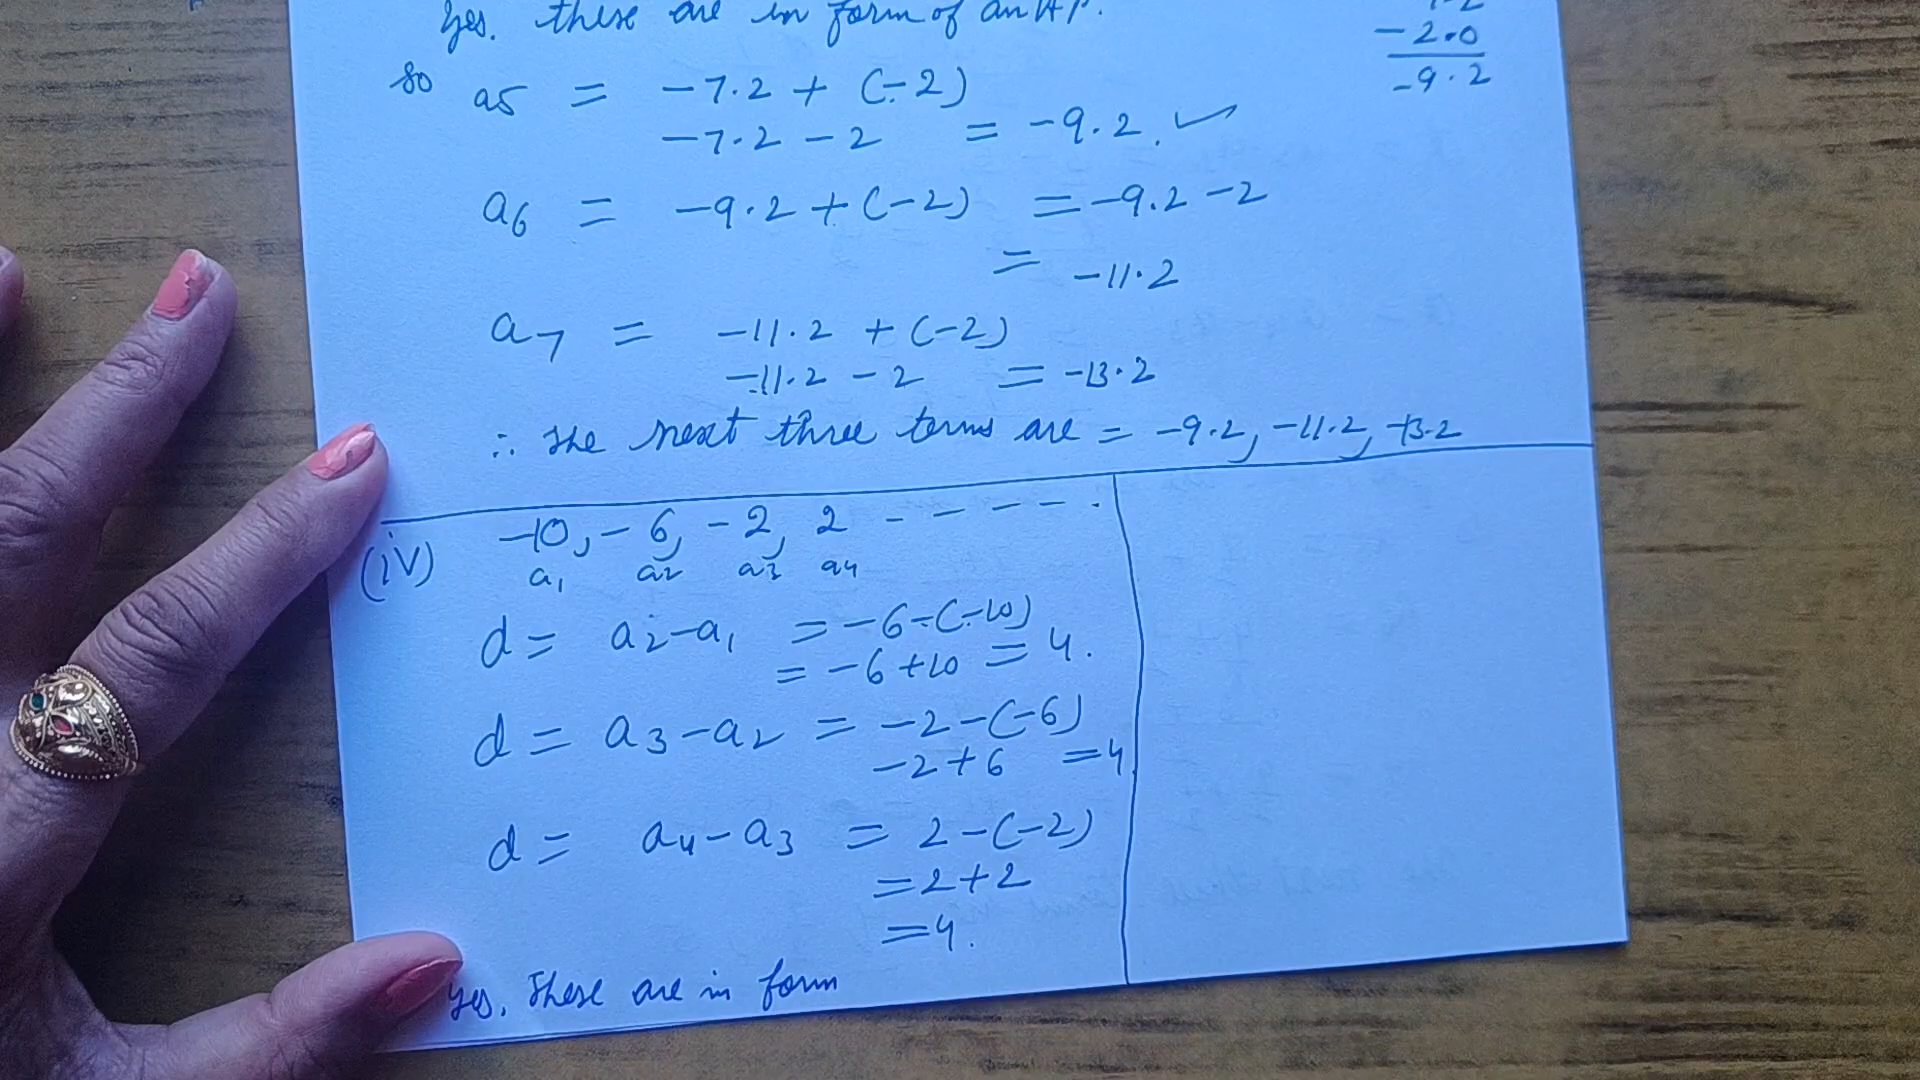 Yes. these are in form of an AP.
-2.0
-9.2
so a5 = -7.2 + (-2)
-7.2 - 2 = -9.2. ✓
a6 = -9.2 + (-2) = -9.2 - 2
= -11.2
a7 = -11.2 + (-2)
-11.2 - 2 = -13.2
∴ The next three terms are = -9.2, -11.2, -13.2
(iv) -10, -6, -2, 2 - - - - - .
a1 a2 a3 a4
d = a2-a1 = -6-(-10)
= -6+10 = 4.
d = a3-a2 = -2-(-6)
-2+6 = 4
d = a4-a3 = 2-(-2)
= 2+2
= 4.
Yes. These are in form